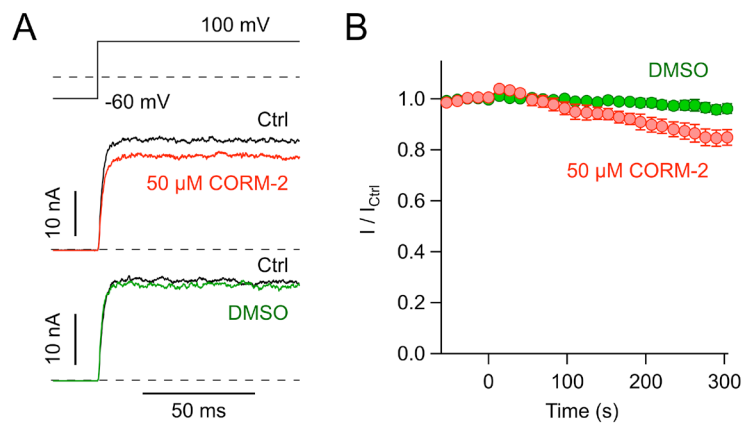 A
100 mV
-60 mV
Ctrl
50 µM CORM-2
10 nA
Ctrl
DMSO
10 nA
50 ms
B
DMSO
50 µM CORM-2
I / ICtrl
1.0
0.8
0.6
0.4
0.2
0.0
0
100
200
300
Time (s)